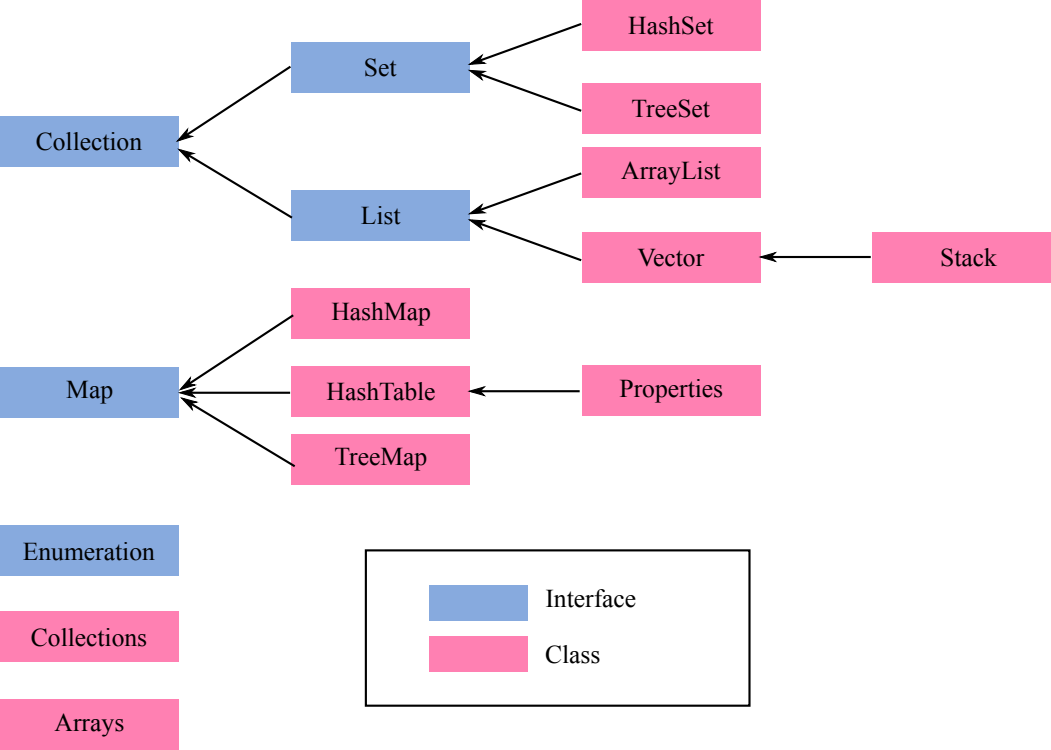 HashSet
Set
TreeSet
Collection
ArrayList
List
Vector
Stack
HashMap
Map
HashTable
Properties
TreeMap
Enumeration
Interface
Collections
Class
Arrays